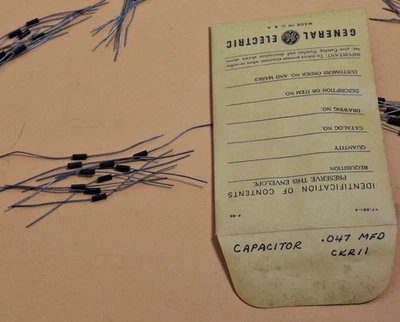 CAPACITOR .047 MFD
CKR11
IDENTIFICATION OF CONTENTS
PRESERVE THIS ENVELOPE
REQUISITION
QUANTITY
CATALOG NO.
DRAWING NO.
DESCRIPTION OR ITEM NO.
CUSTOMERS ORDER NO. AND MARKS
GENERAL ELECTRIC
MADE IN U.S.A.